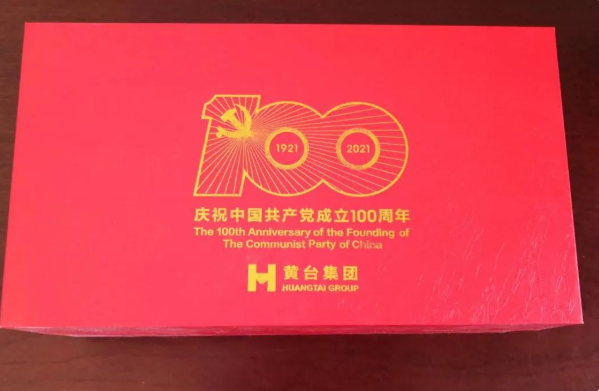 100
1921 2021
庆祝中国共产党成立100周年
The 100th Anniversary of the Founding of
The Communist Party of China
黄台集团
HUANGTAI GROUP